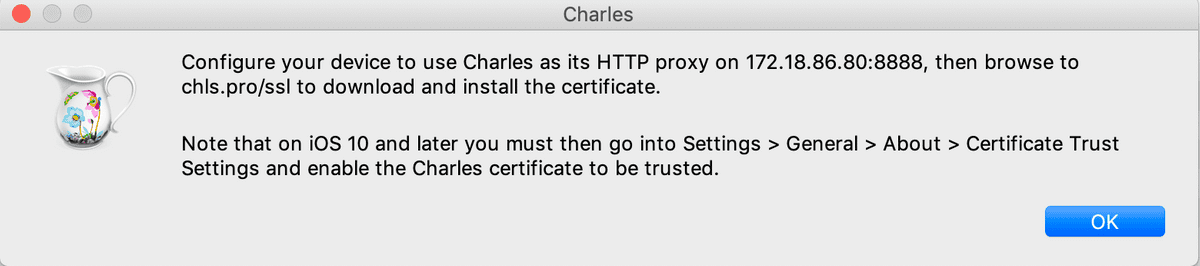 Charles
Configure your device to use Charles as its HTTP proxy on 172.18.86.80:8888, then browse to
chls.pro/ssl to download and install the certificate.
Note that on iOS 10 and later you must then go into Settings > General > About > Certificate Trust
Settings and enable the Charles certificate to be trusted.
OK